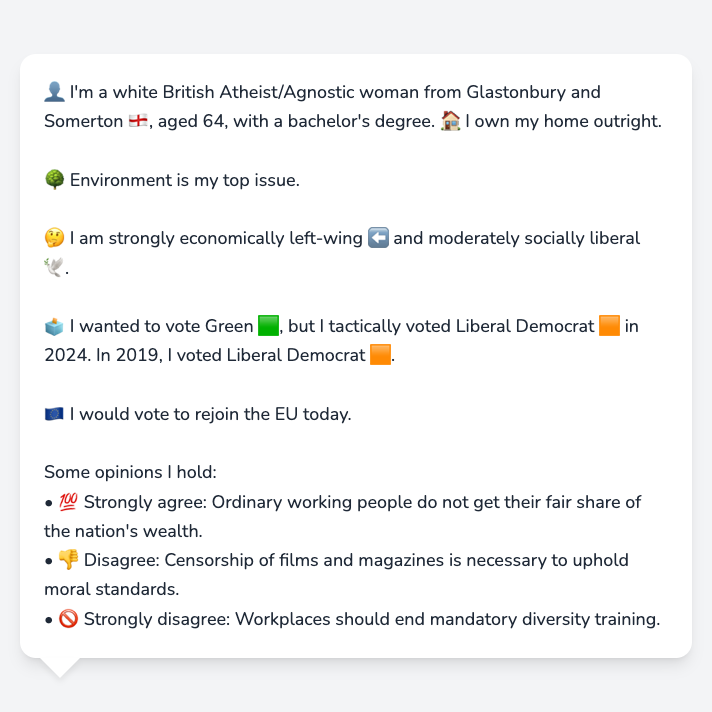 👤 I'm a white British Atheist/Agnostic woman from Glastonbury and
Somerton 🏴󠁧󠁢󠁥󠁮󠁧󠁿, aged 64, with a bachelor's degree. 🏠 I own my home outright.
🌳 Environment is my top issue.
🤔 I am strongly economically left-wing ⬅️ and moderately socially liberal
🕊️.
🗳️ I wanted to vote Green 🟩, but I tactically voted Liberal Democrat 🟧 in
2024. In 2019, I voted Liberal Democrat 🟧.
🇪🇺 I would vote to rejoin the EU today.
Some opinions I hold:
• 💯 Strongly agree: Ordinary working people do not get their fair share of
the nation's wealth.
• 👎 Disagree: Censorship of films and magazines is necessary to uphold
moral standards.
• 🚫 Strongly disagree: Workplaces should end mandatory diversity training.